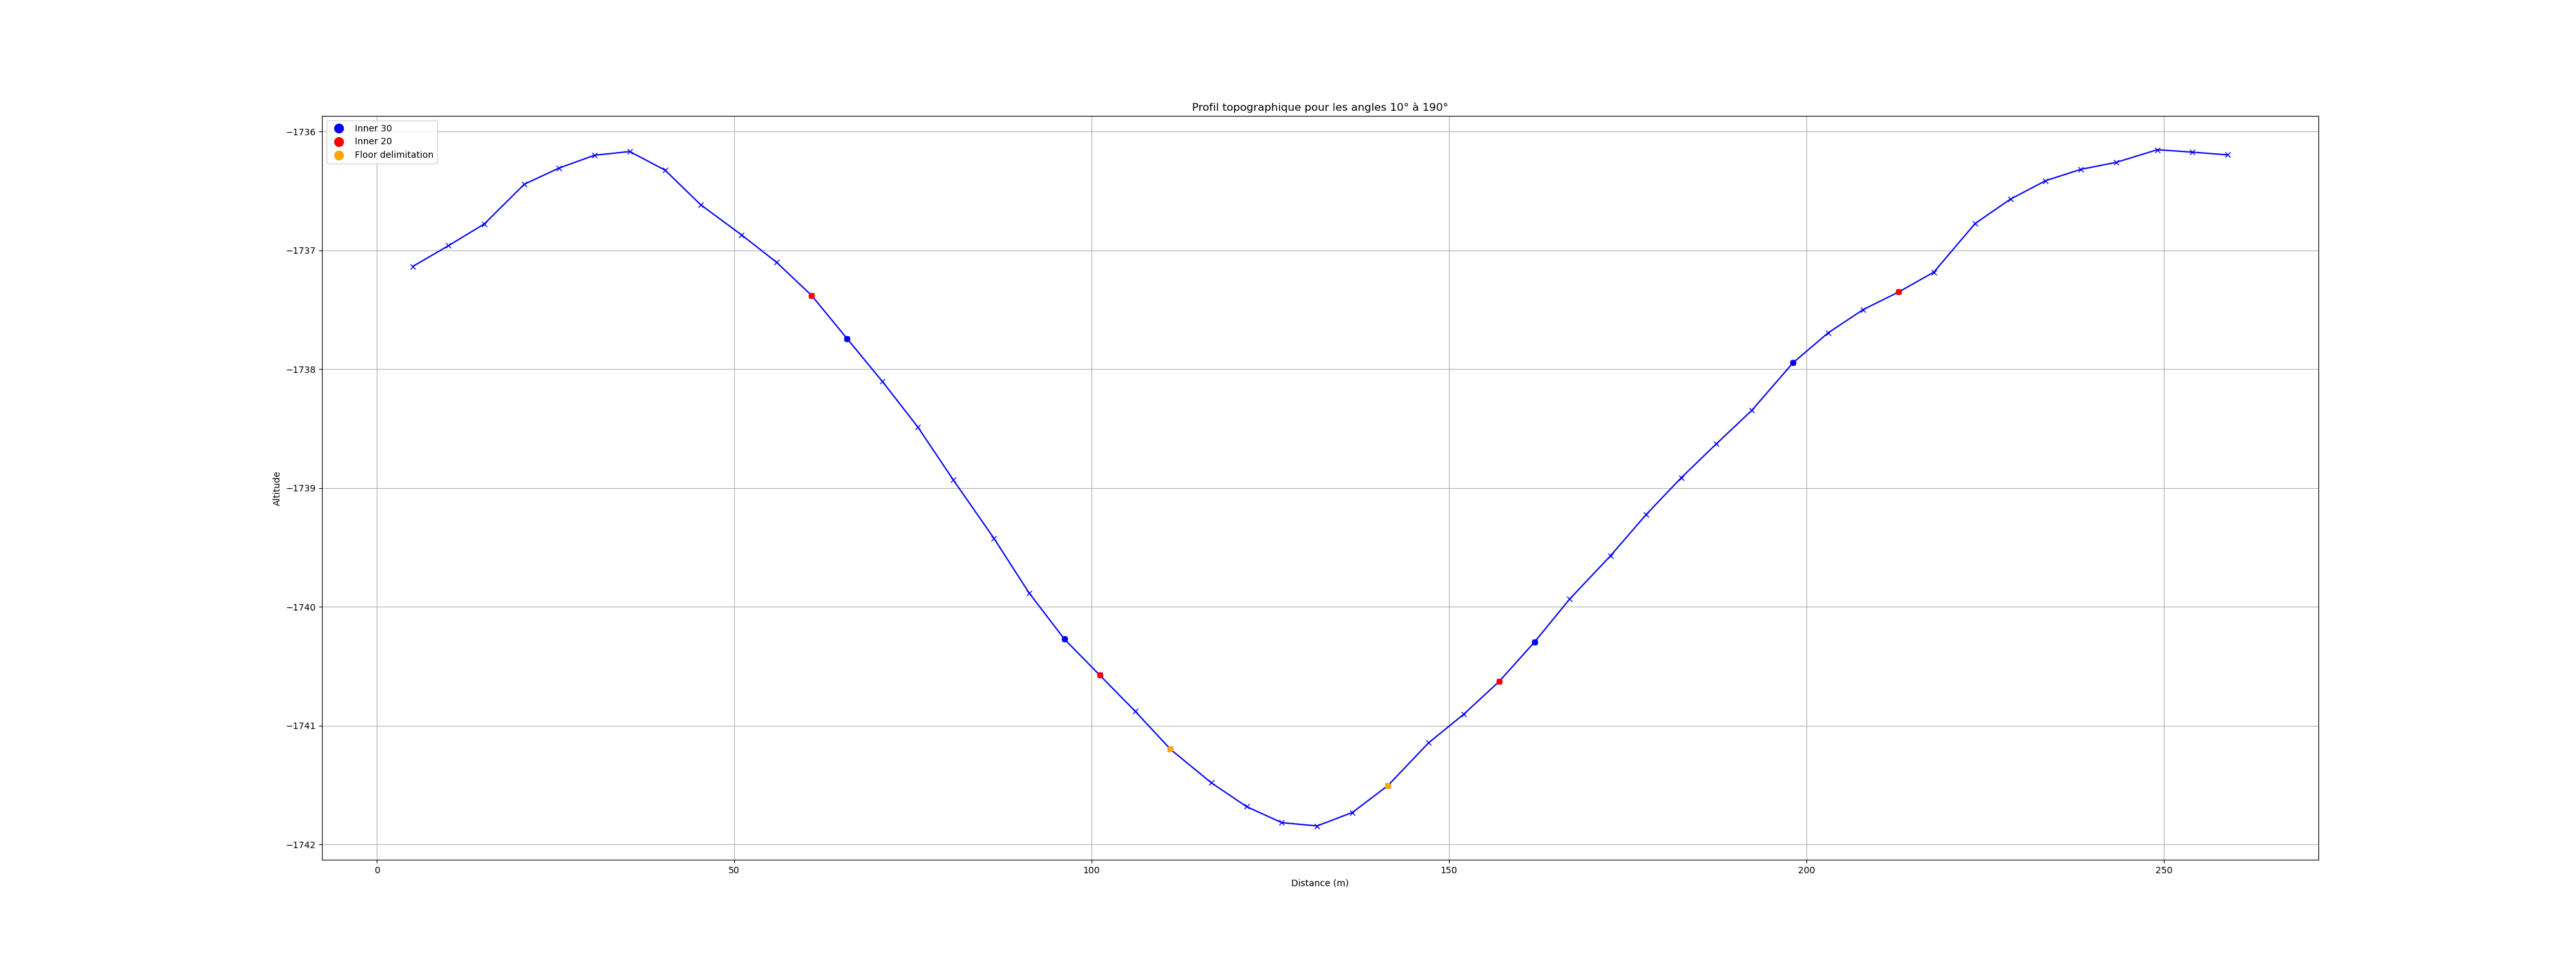 Profil topographique pour les angles 10° à 190°
Inner 30
Inner 20
Floor delimitation
−1736
−1737
−1738
−1739
−1740
−1741
−1742
Altitude
0 50 100 150 200 250
Distance (m)